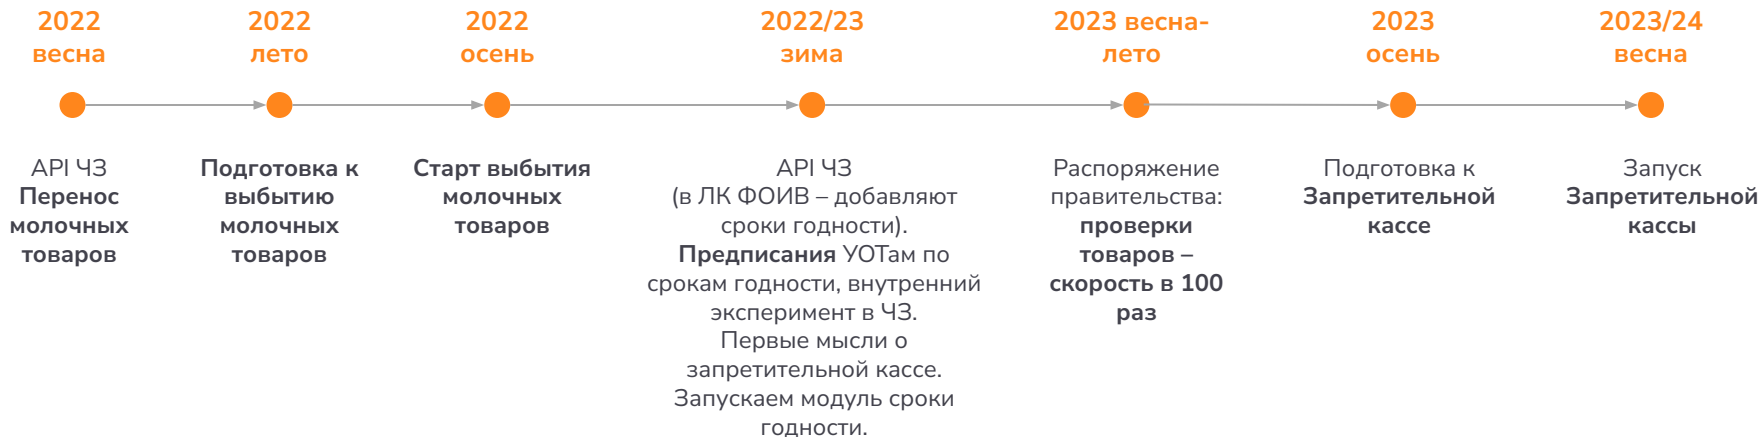 2022
весна
2022
лето
2022
осень
2022/23
зима
2023 весна-
лето
2023
осень
2023/24
весна
API ЧЗ
Перенос
молочных
товаров
Подготовка к
выбытию
молочных
товаров
Старт выбытия
молочных
товаров
API ЧЗ
(в ЛК ФОИВ – добавляют
сроки годности).
Предписания УОТам по
срокам годности, внутренний
эксперимент в ЧЗ.
Первые мысли о
запретительной кассе.
Запускаем модуль сроки
годности.
Распоряжение
правительства:
проверки
товаров –
скорость в 100
раз
Подготовка к
Запретительной
кассе
Запуск
Запретительной
кассы